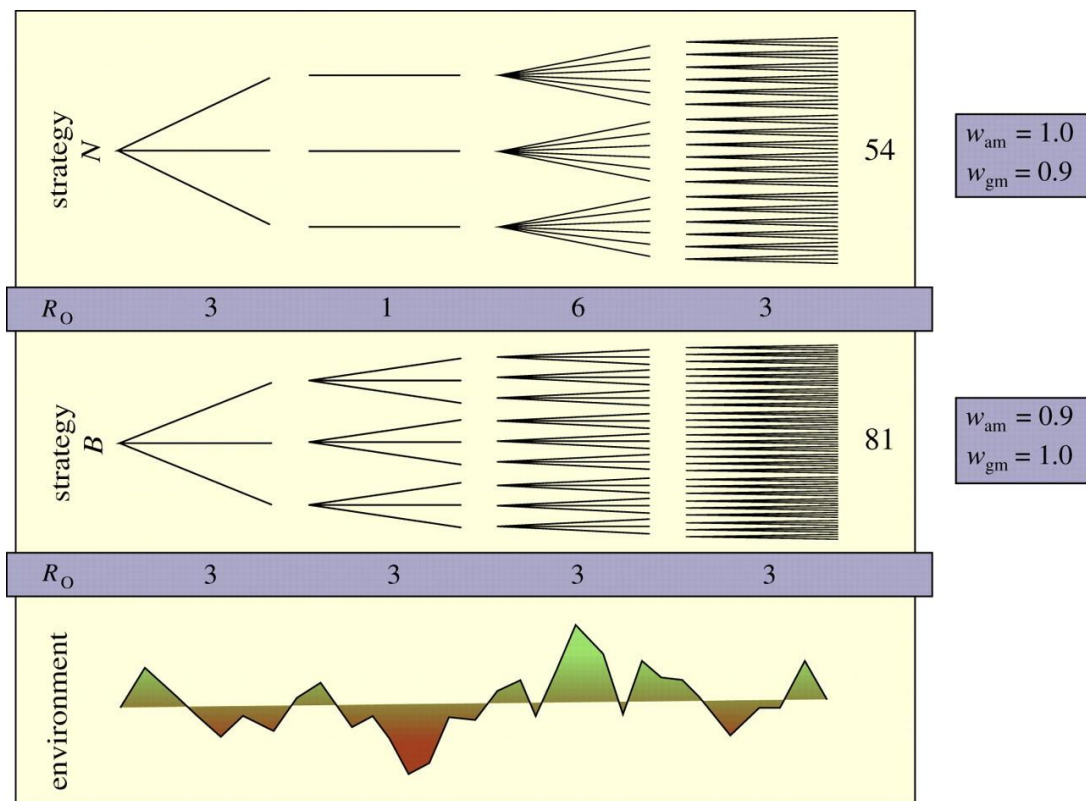 strategy
N
54
w_am = 1.0
w_gm = 0.9
R_O 3 1 6 3
strategy
B
81
w_am = 0.9
w_gm = 1.0
R_O 3 3 3 3
environment